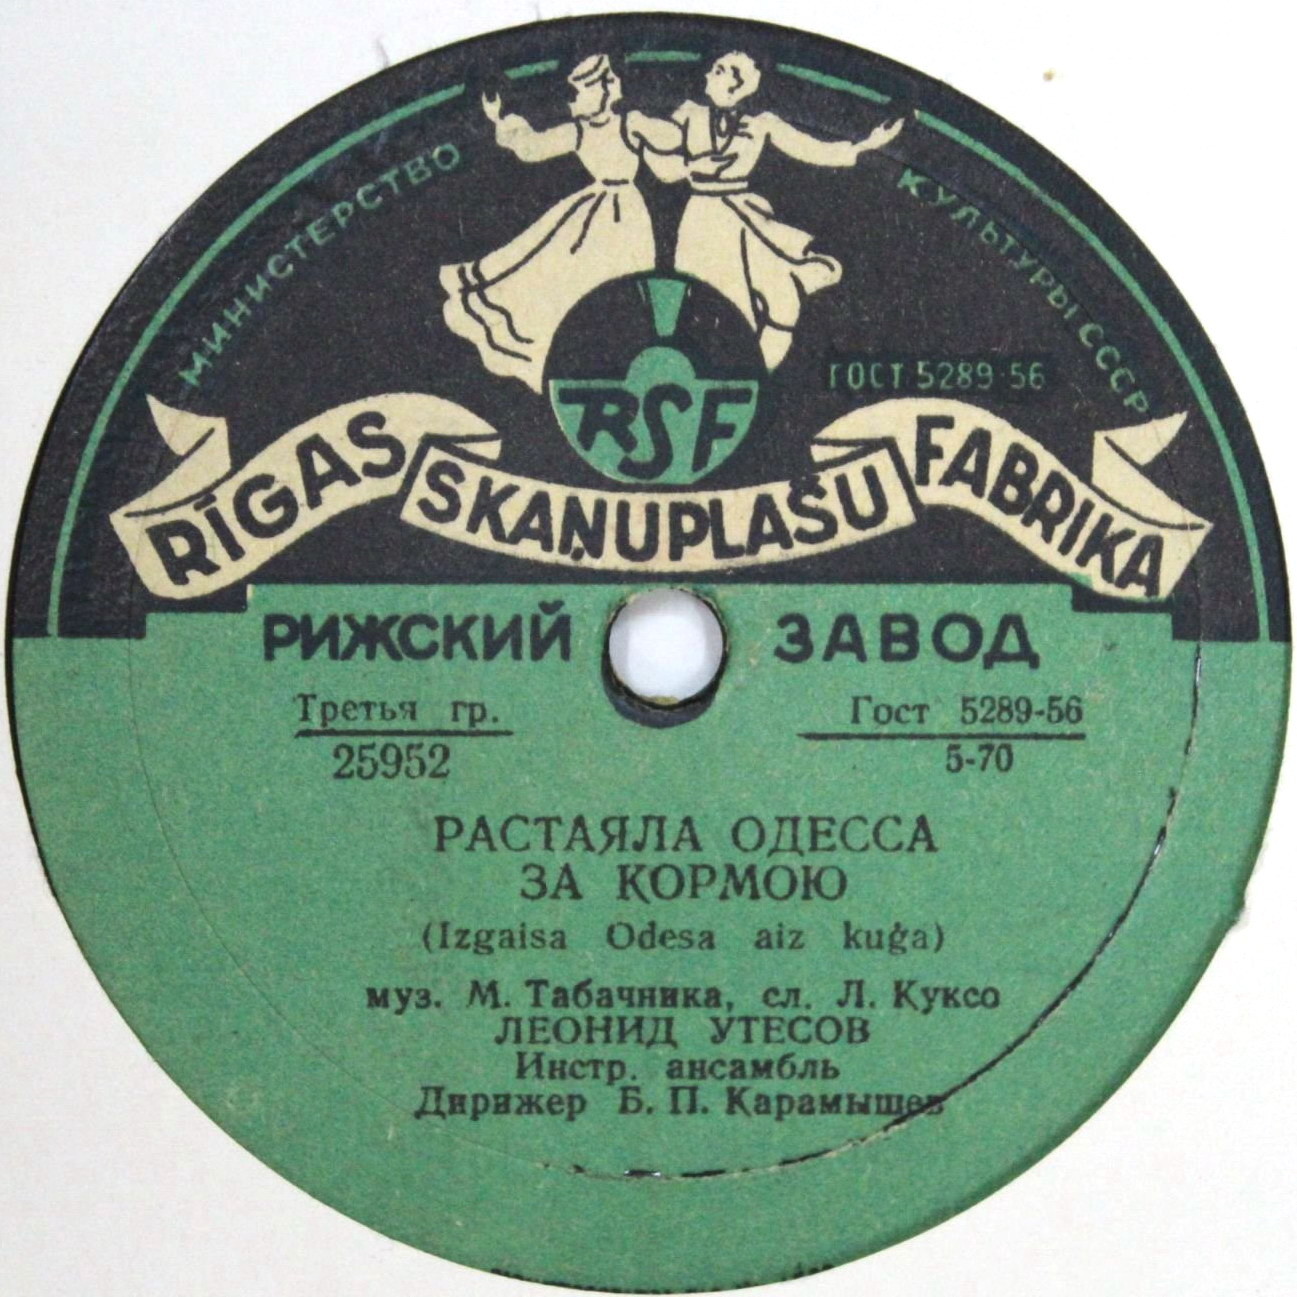 МИНИСТЕРСТВО КУЛЬТУРЫ СССР
ГОСТ 5289-56
RSF
RĪGAS SKAŅUPLAŠU FABRIKA
РИЖСКИЙ ЗАВОД
Третья гр. Гост 5289-56
25952 5-70
РАСТАЯЛА ОДЕССА
ЗА КОРМОЮ
(Izgaisa Odesa aiz kuģa)
муз. М. Табачника, сл. Л. Куксо
ЛЕОНИД УТЕСОВ
Инстр. ансамбль
Дирижер Б. П. Карамышев